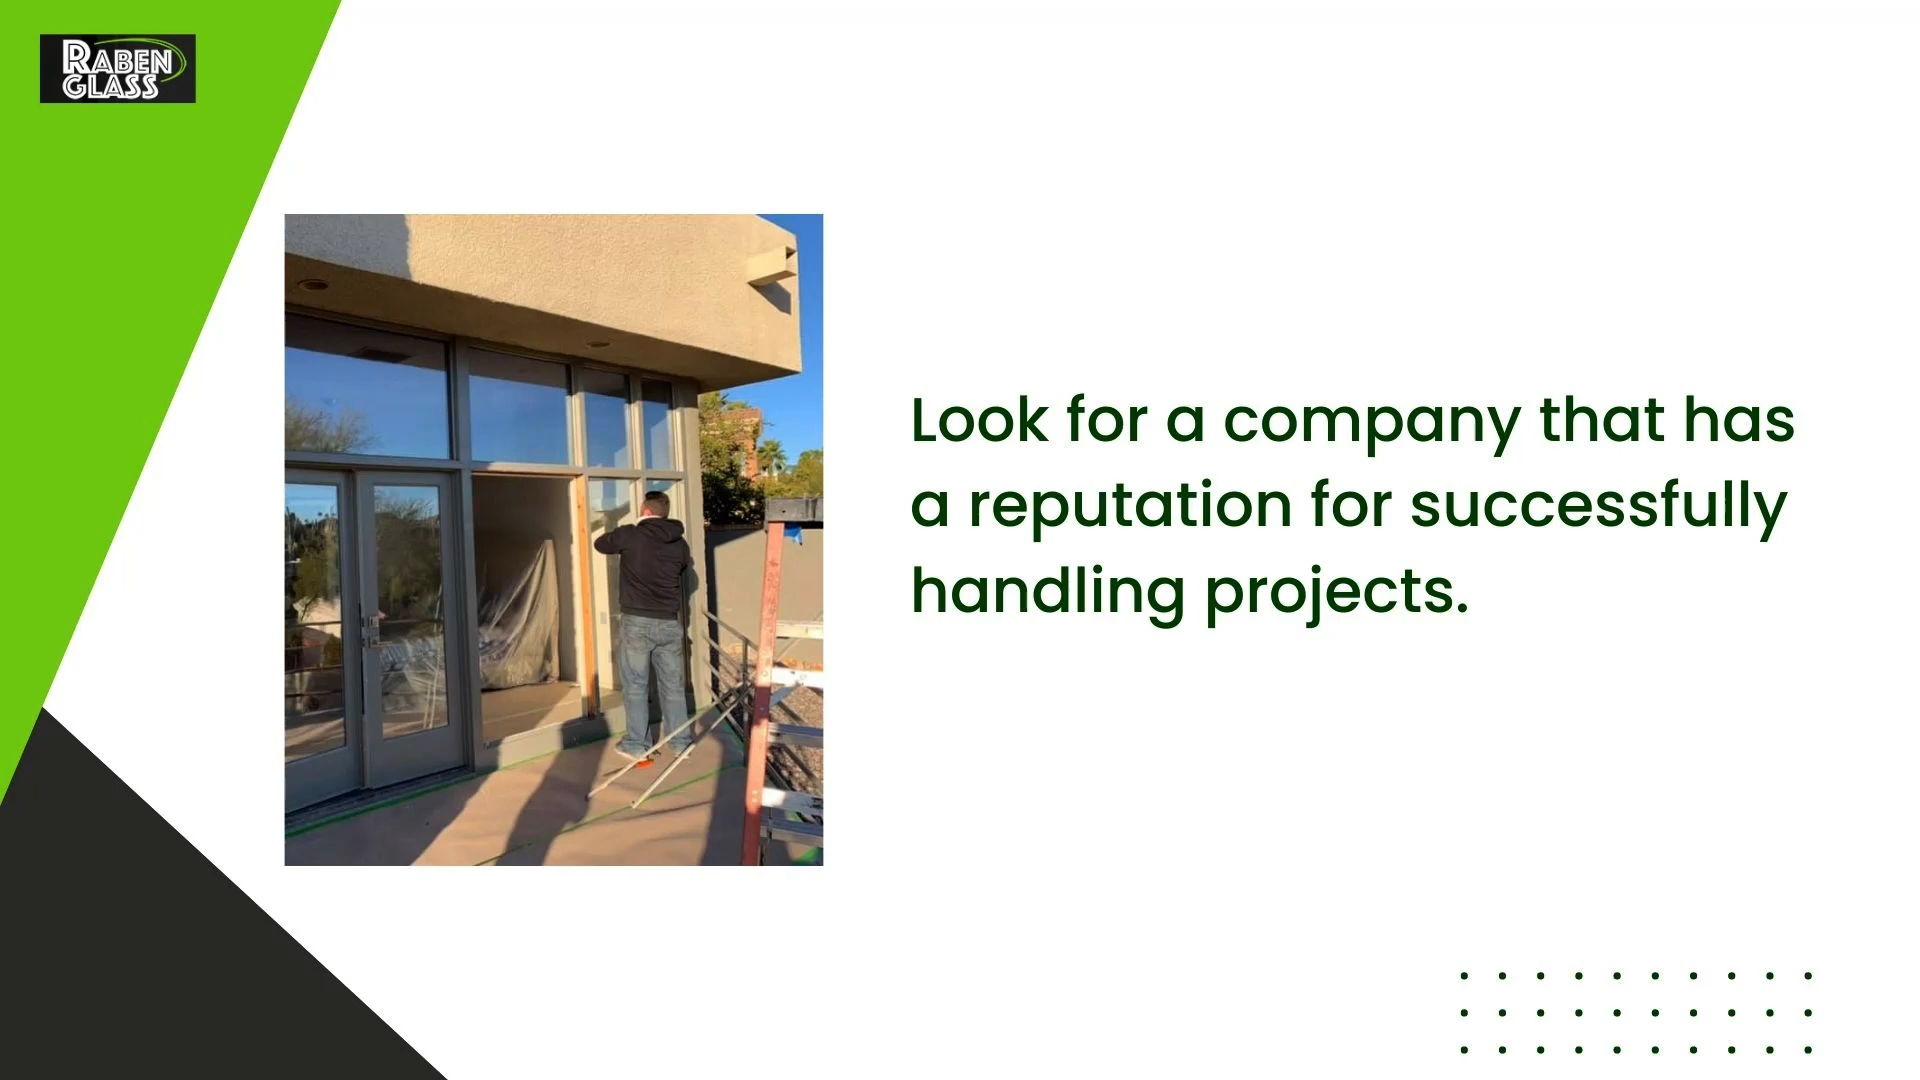 RABEN
GLASS
Look for a company that has
a reputation for successfully
handling projects.